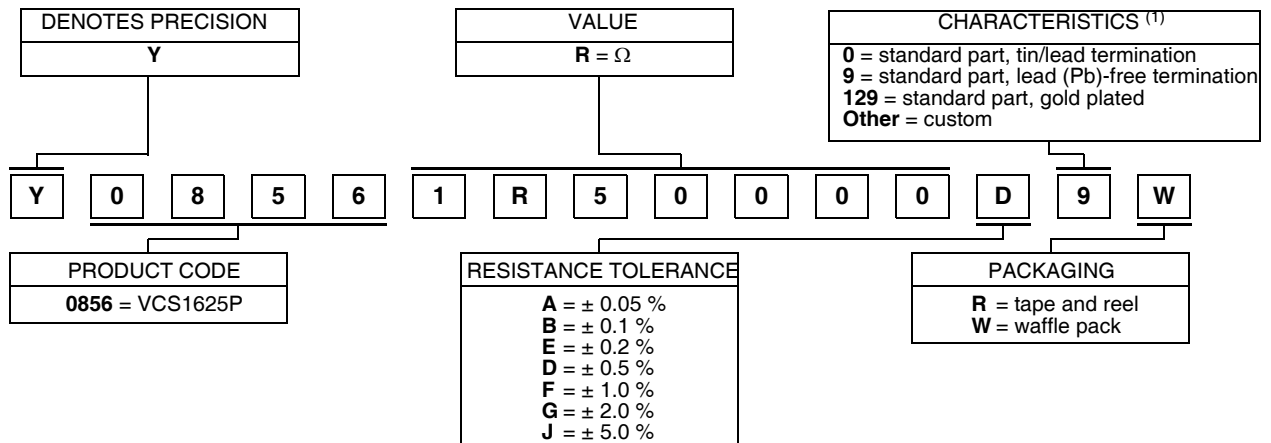 DENOTES PRECISION
Y
VALUE
R = Ω
CHARACTERISTICS (1)
0 = standard part, tin/lead termination
9 = standard part, lead (Pb)-free termination
129 = standard part, gold plated
Other = custom
Y 0 8 5 6 1 R 5 0 0 0 0 D 9 W
PRODUCT CODE
0856 = VCS1625P
RESISTANCE TOLERANCE
A = ± 0.05 %
B = ± 0.1 %
E = ± 0.2 %
D = ± 0.5 %
F = ± 1.0 %
G = ± 2.0 %
J = ± 5.0 %
PACKAGING
R = tape and reel
W = waffle pack